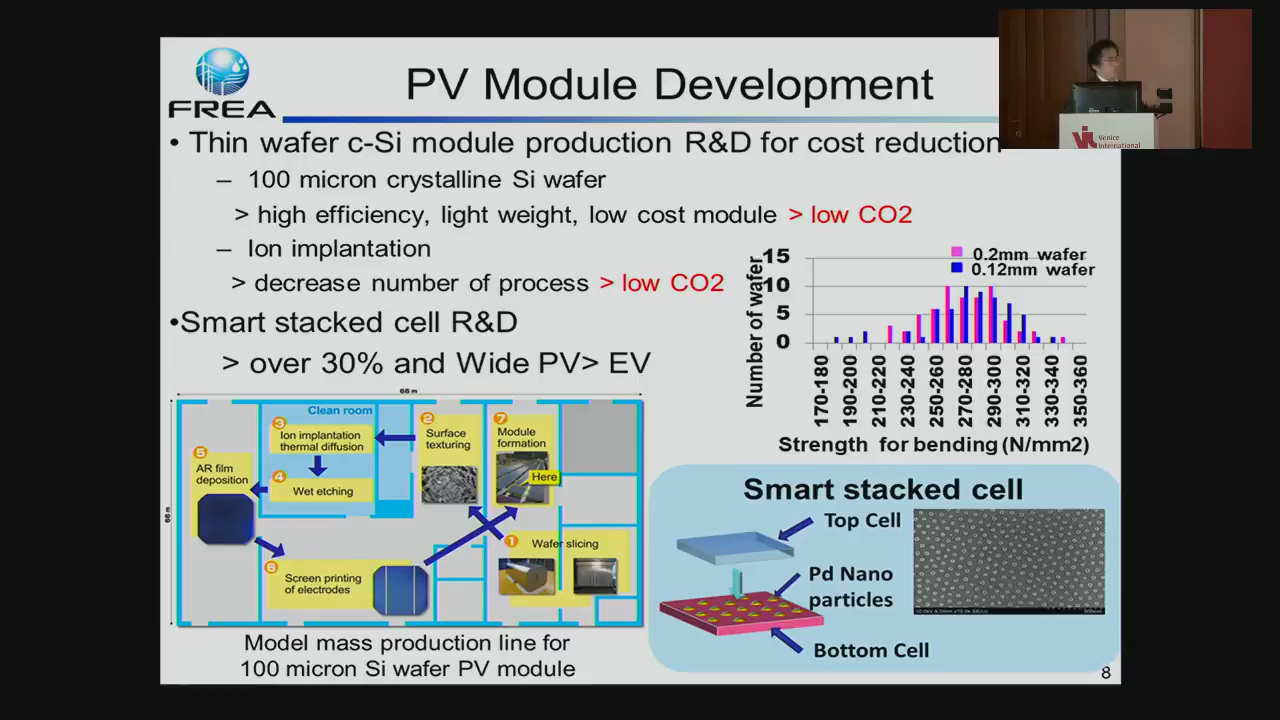 FREA
PV Module Development
• Thin wafer c-Si module production R&D for cost reduction
– 100 micron crystalline Si wafer
> high efficiency, light weight, low cost module > low CO2
– Ion implantation
> decrease number of process > low CO2
•Smart stacked cell R&D
> over 30% and Wide PV> EV
Number of wafer
15
10
5
0
0.2mm wafer
0.12mm wafer
170-180
190-200
210-220
230-240
250-260
270-280
290-300
310-320
330-340
350-360
Strength for bending (N/mm2)
66 m
66 m
Clean room
3
Ion implantation
thermal diffusion
4
Wet etching
2
Surface
texturing
7
Module
formation
Here
5
AR film
deposition
1
Wafer slicing
6
Screen printing
of electrodes
Model mass production line for
100 micron Si wafer PV module
Smart stacked cell
Top Cell
Pd Nano
particles
Bottom Cell
8
Venice
International